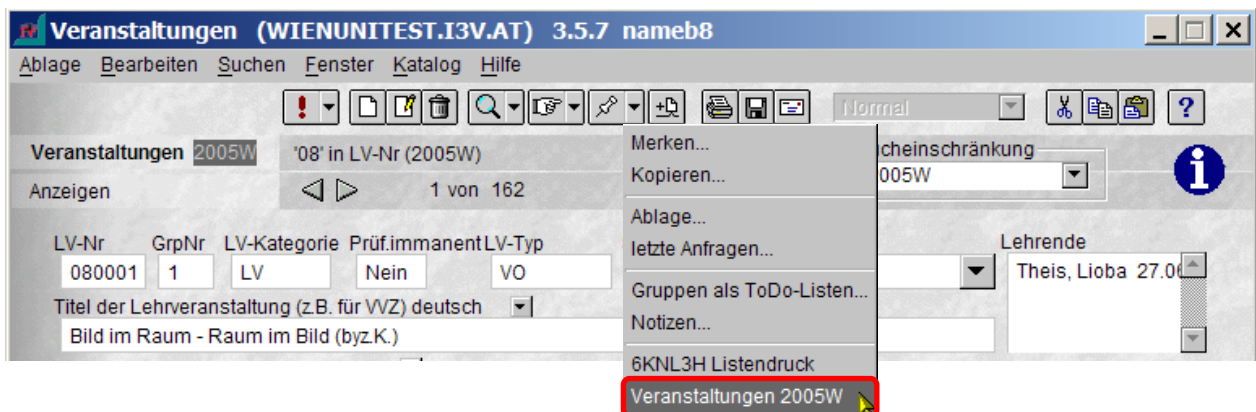 Veranstaltungen (WIENUNITEST.I3V.AT) 3.5.7 nameb8
Ablage Bearbeiten Suchen Fenster Katalog Hilfe
Normal
Veranstaltungen 2005W '08' in LV-Nr (2005W)
Anzeigen 1 von 162
Merken...
Kopieren...
Ablage...
letzte Anfragen...
Gruppen als ToDo-Listen...
Notizen...
6KNL3H Listendruck
Veranstaltungen 2005W
cheinschränkung
005W
LV-Nr GrpNr LV-Kategorie Prüf.immanent LV-Typ Lehrende
080001 1 LV Nein VO Theis, Lioba 27.06
Titel der Lehrveranstaltung (z.B. für VVZ) deutsch
Bild im Raum - Raum im Bild (byz.K.)